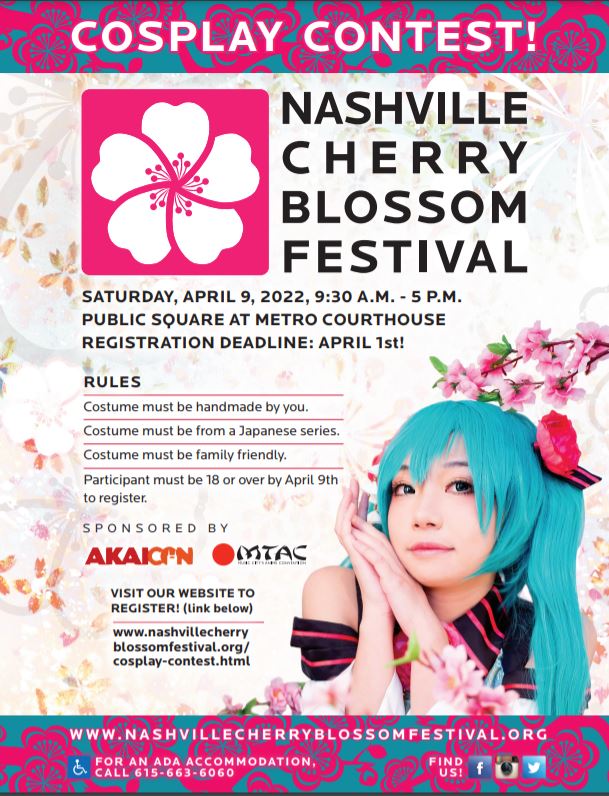 COSPLAY CONTEST!
NASHVILLE
CHERRY
BLOSSOM
FESTIVAL
SATURDAY, APRIL 9, 2022, 9:30 A.M. - 5 P.M.
PUBLIC SQUARE AT METRO COURTHOUSE
REGISTRATION DEADLINE: APRIL 1st!
RULES
Costume must be handmade by you.
Costume must be from a Japanese series.
Costume must be family friendly.
Participant must be 18 or over by April 9th
to register.
SPONSORED BY
AKAICON
MTAC
MUSIC CITY'S ANIME CONVENTION
VISIT OUR WEBSITE TO
REGISTER! (link below)
www.nashvillecherry
blossomfestival.org/
cosplay-contest.html
WWW.NASHVILLECHERRYBLOSSOMFESTIVAL.ORG
FOR AN ADA ACCOMMODATION,
CALL 615-663-6060
FIND
US!